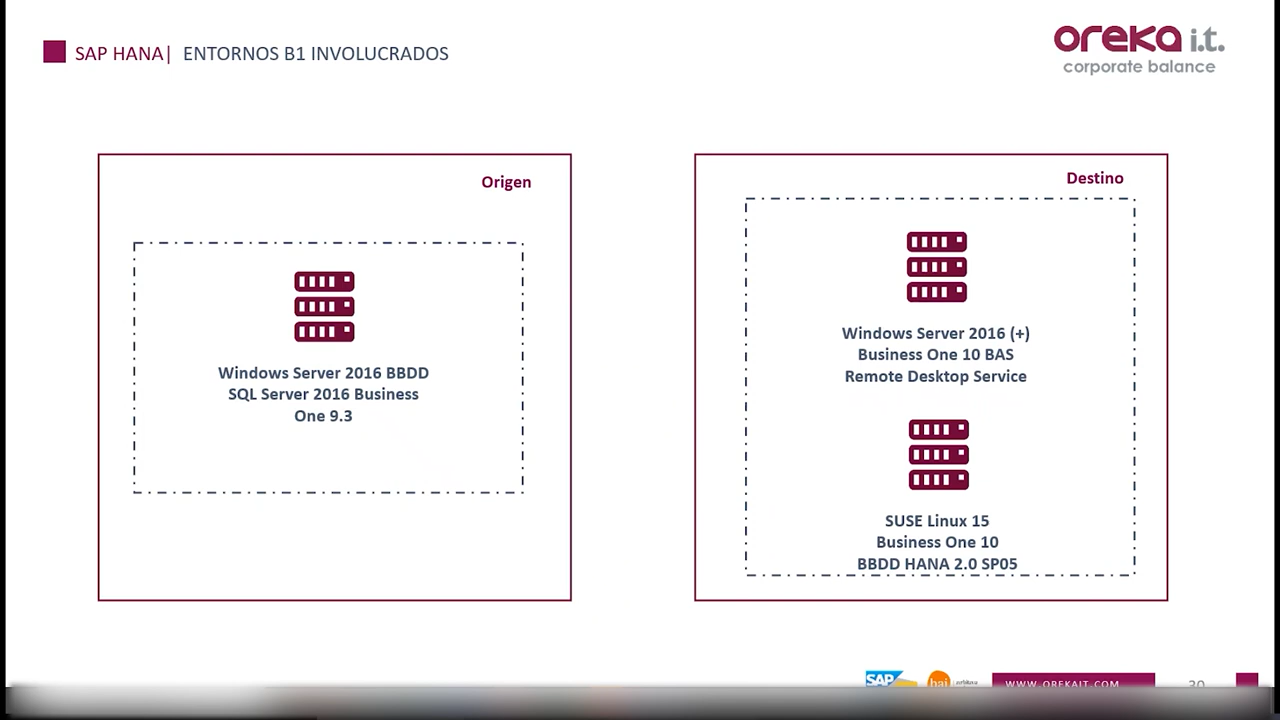 SAP HANA| ENTORNOS B1 INVOLUCRADOS
oreka i.t.
corporate balance
Origen
Windows Server 2016 BBDD
SQL Server 2016 Business
One 9.3
Destino
Windows Server 2016 (+)
Business One 10 BAS
Remote Desktop Service
SUSE Linux 15
Business One 10
BBDD HANA 2.0 SP05
SAP
bai
WWW.OREKAIT.COM
30